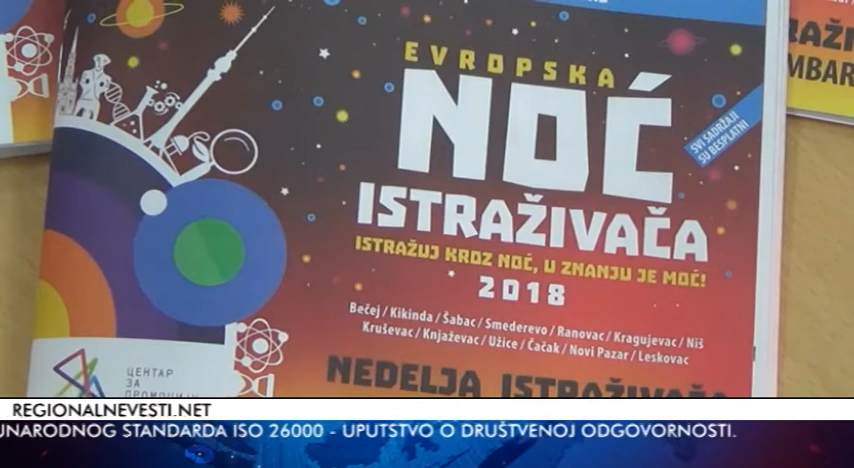 EVROPSKA
NOĆ
ISTRAŽIVAČA
SVI SADRŽAJI
SU BESPLATNI
ISTRAŽUJ KROZ NOĆ, U ZNANJU JE MOĆ!
2018
Bečej / Kikinda / Šabac / Smederevo / Ranovac / Kragujevac / Niš
Kruševac / Knjaževac / Užice / Čačak / Novi Pazar / Leskovac
NEDELJA ISTRAŽIVAČA
ЦЕНТАР
ЗА
ПРОМОЦИЈУ
REGIONALNEVESTI.NET
UNARODNOG STANDARDA ISO 26000 - UPUTSTVO O DRUŠTVENOJ ODGOVORNOSTI.